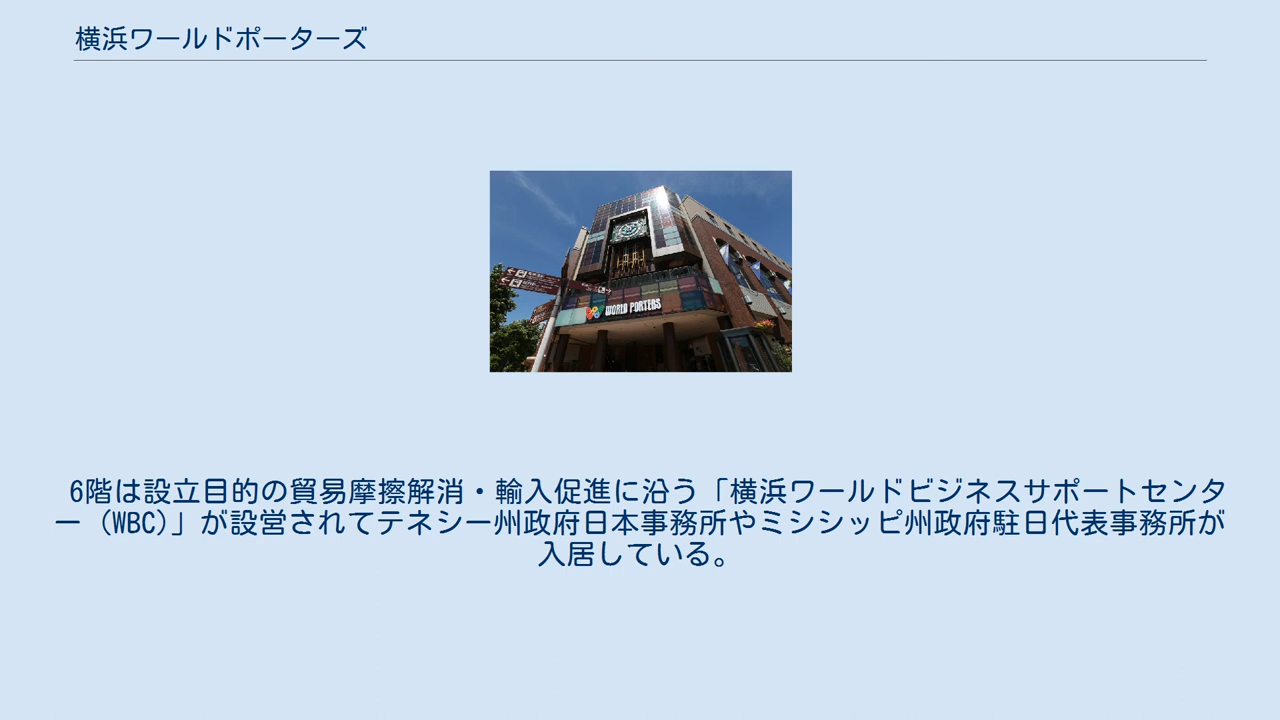 横浜ワールドポーターズ
WORLD PORTERS
6階は設立目的の貿易摩擦解消・輸入促進に沿う「横浜ワールドビジネスサポートセンタ
ー (WBC)」が設営されてテネシー州政府日本事務所やミシシッピ州政府駐日代表事務所が
入居している。